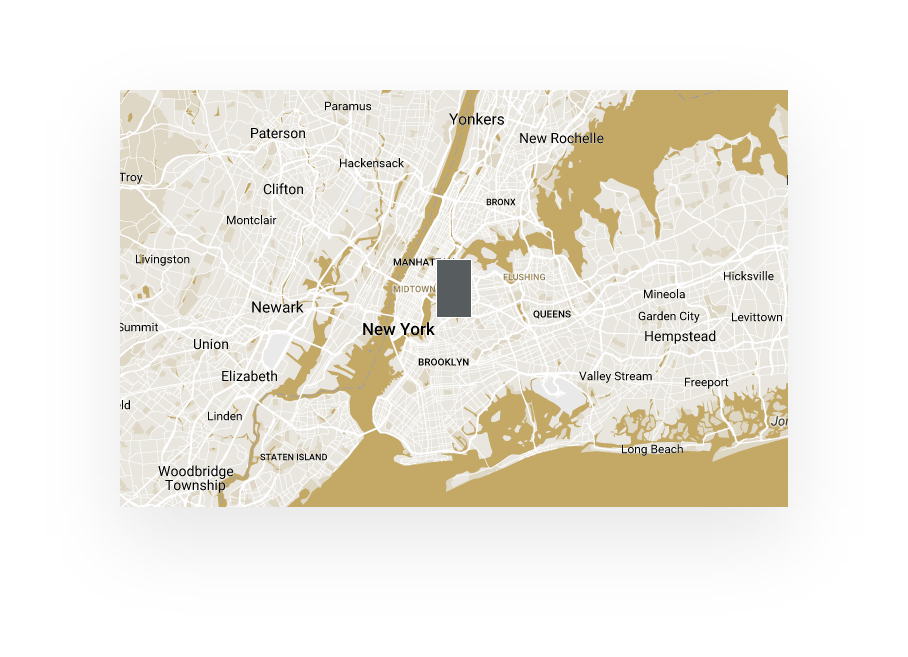 Paramus
Yonkers
Paterson
New Rochelle
Hackensack
Troy
Clifton
BRONX
Montclair
Livingston
MANHAT
FLUSHING
Hicksville
MIDTOWN
Mineola
Newark
QUEENS
Garden City
Levittown
Summit
New York
Hempstead
Union
BROOKLYN
Elizabeth
Valley Stream
Freeport
ld
Linden
Jo
Long Beach
STATEN ISLAND
Woodbridge
Township